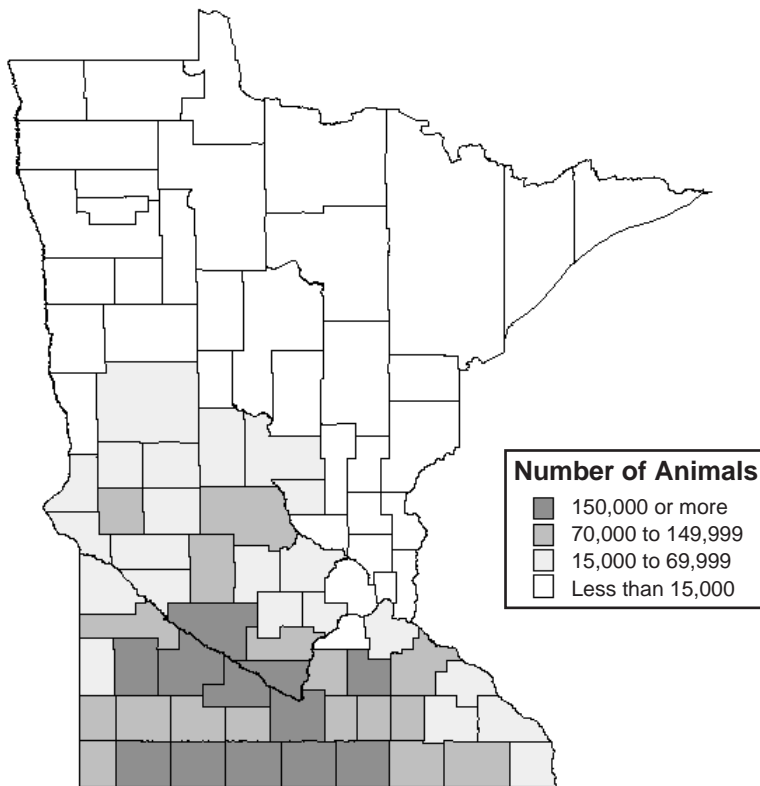 Number of Animals
150,000 or more
70,000 to 149,999
15,000 to 69,999
Less than 15,000